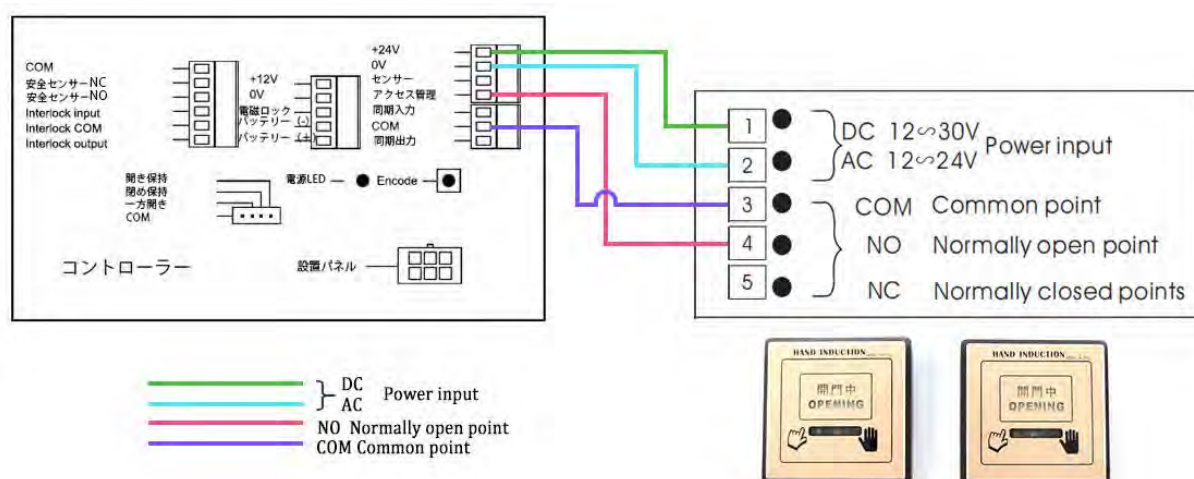 COM
安全センサーNC
安全センサーNO
Interlock input
Interlock COM
Interlock output
+12V
0V
電磁ロック
バッテリー (-)
バッテリー (+)
+24V
0V
センサー
アクセス管理
同期入力
COM
同期出力
開き保持
閉め保持
一方開き
COM
電源LED
Encode
コントローラー
設置パネル
1
2
3
4
5
DC 12∽30V
AC 12∽24V
Power input
COM Common point
NO Normally open point
NC Normally closed points
DC
AC
Power input
NO Normally open point
COM Common point
HAND INDUCTION
開門中
OPENING
HAND INDUCTION
開門中
OPENING